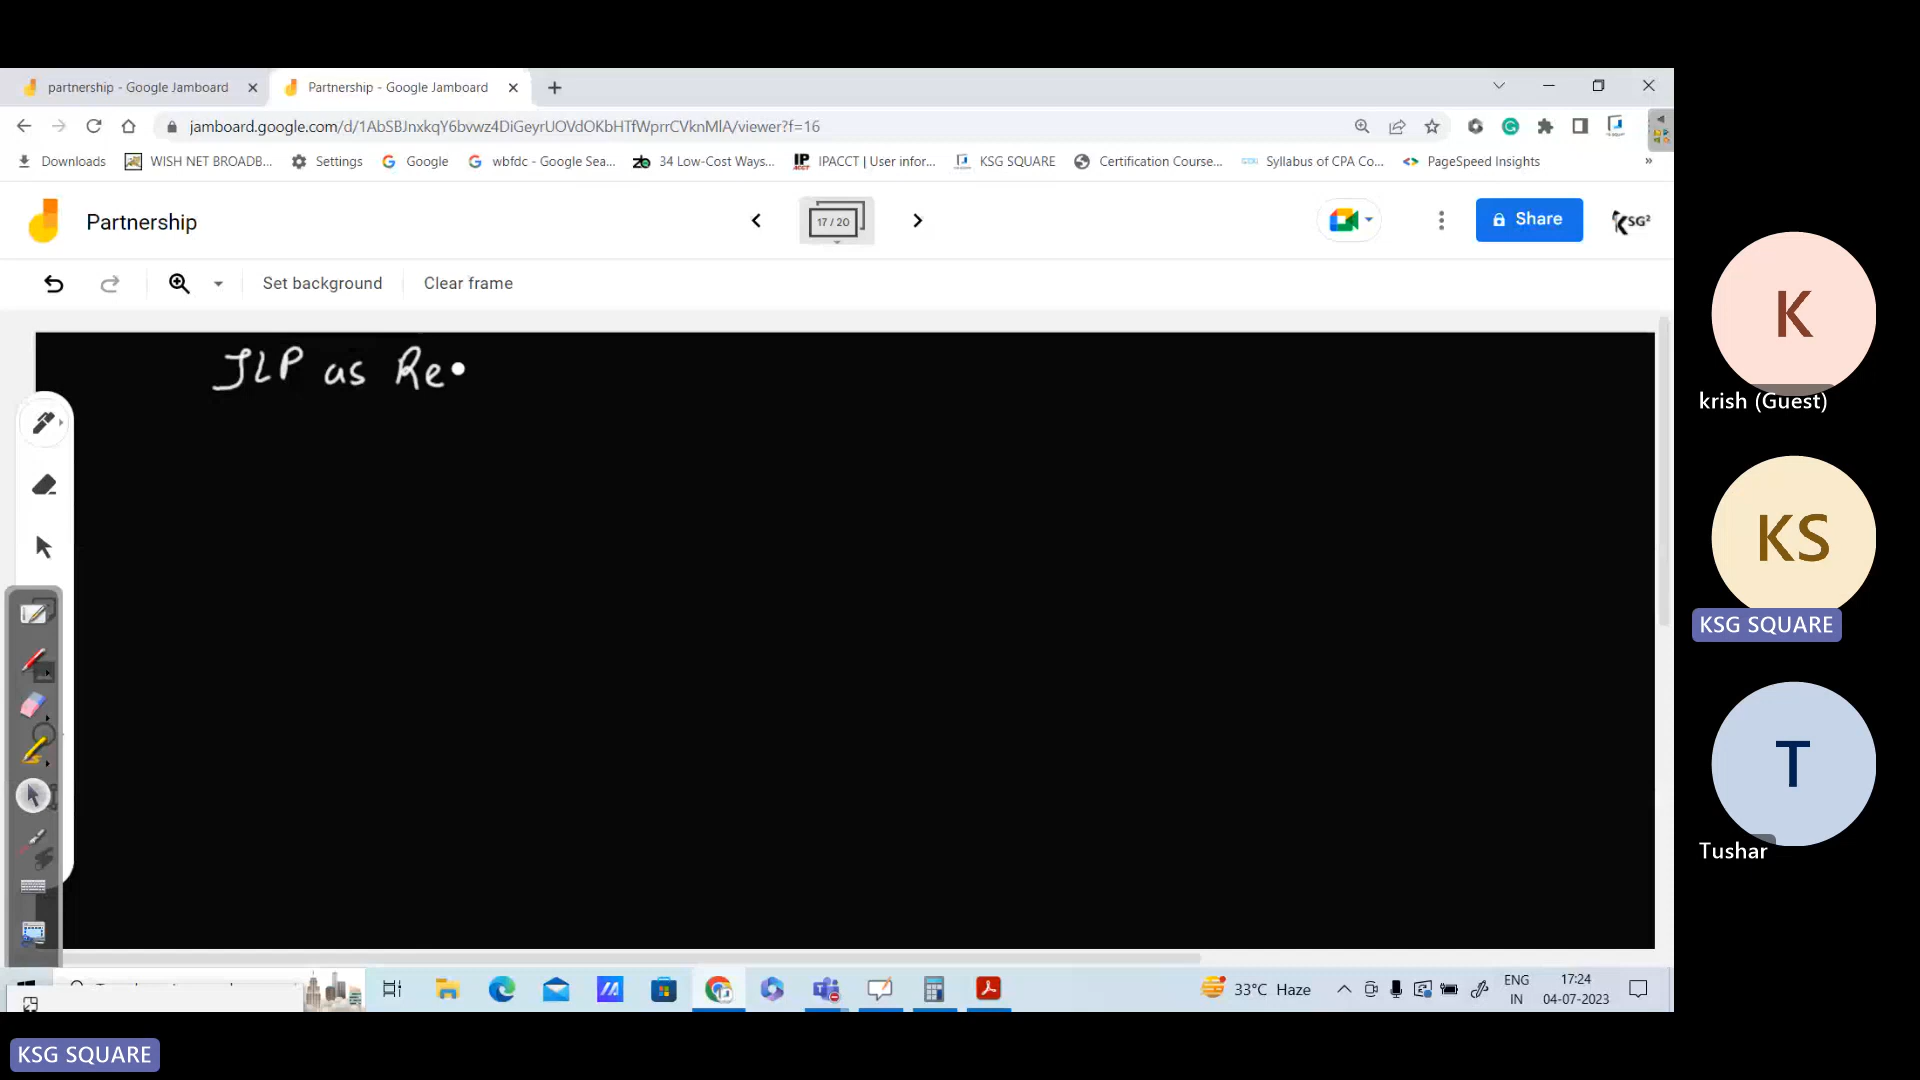 partnership - Google Jamboard
Partnership - Google Jamboard
jamboard.google.com/d/1AbSBJnxkqY6bvwz4DiGeyrUOVdOKbHTfWprrCVknMlA/viewer?f=16
Downloads WISH NET BROADB... Settings Google wbfdc - Google Sea... 34 Low-Cost Ways... IPACCT | User infor... KSG SQUARE Certification Course... Syllabus of CPA Co... PageSpeed Insights »
Partnership
17 / 20
Share
KSG²
Set background Clear frame
JLP as Re
K
krish (Guest)
KS
KSG SQUARE
T
Tushar
33°C Haze
ENG
IN
17:24
04-07-2023
KSG SQUARE